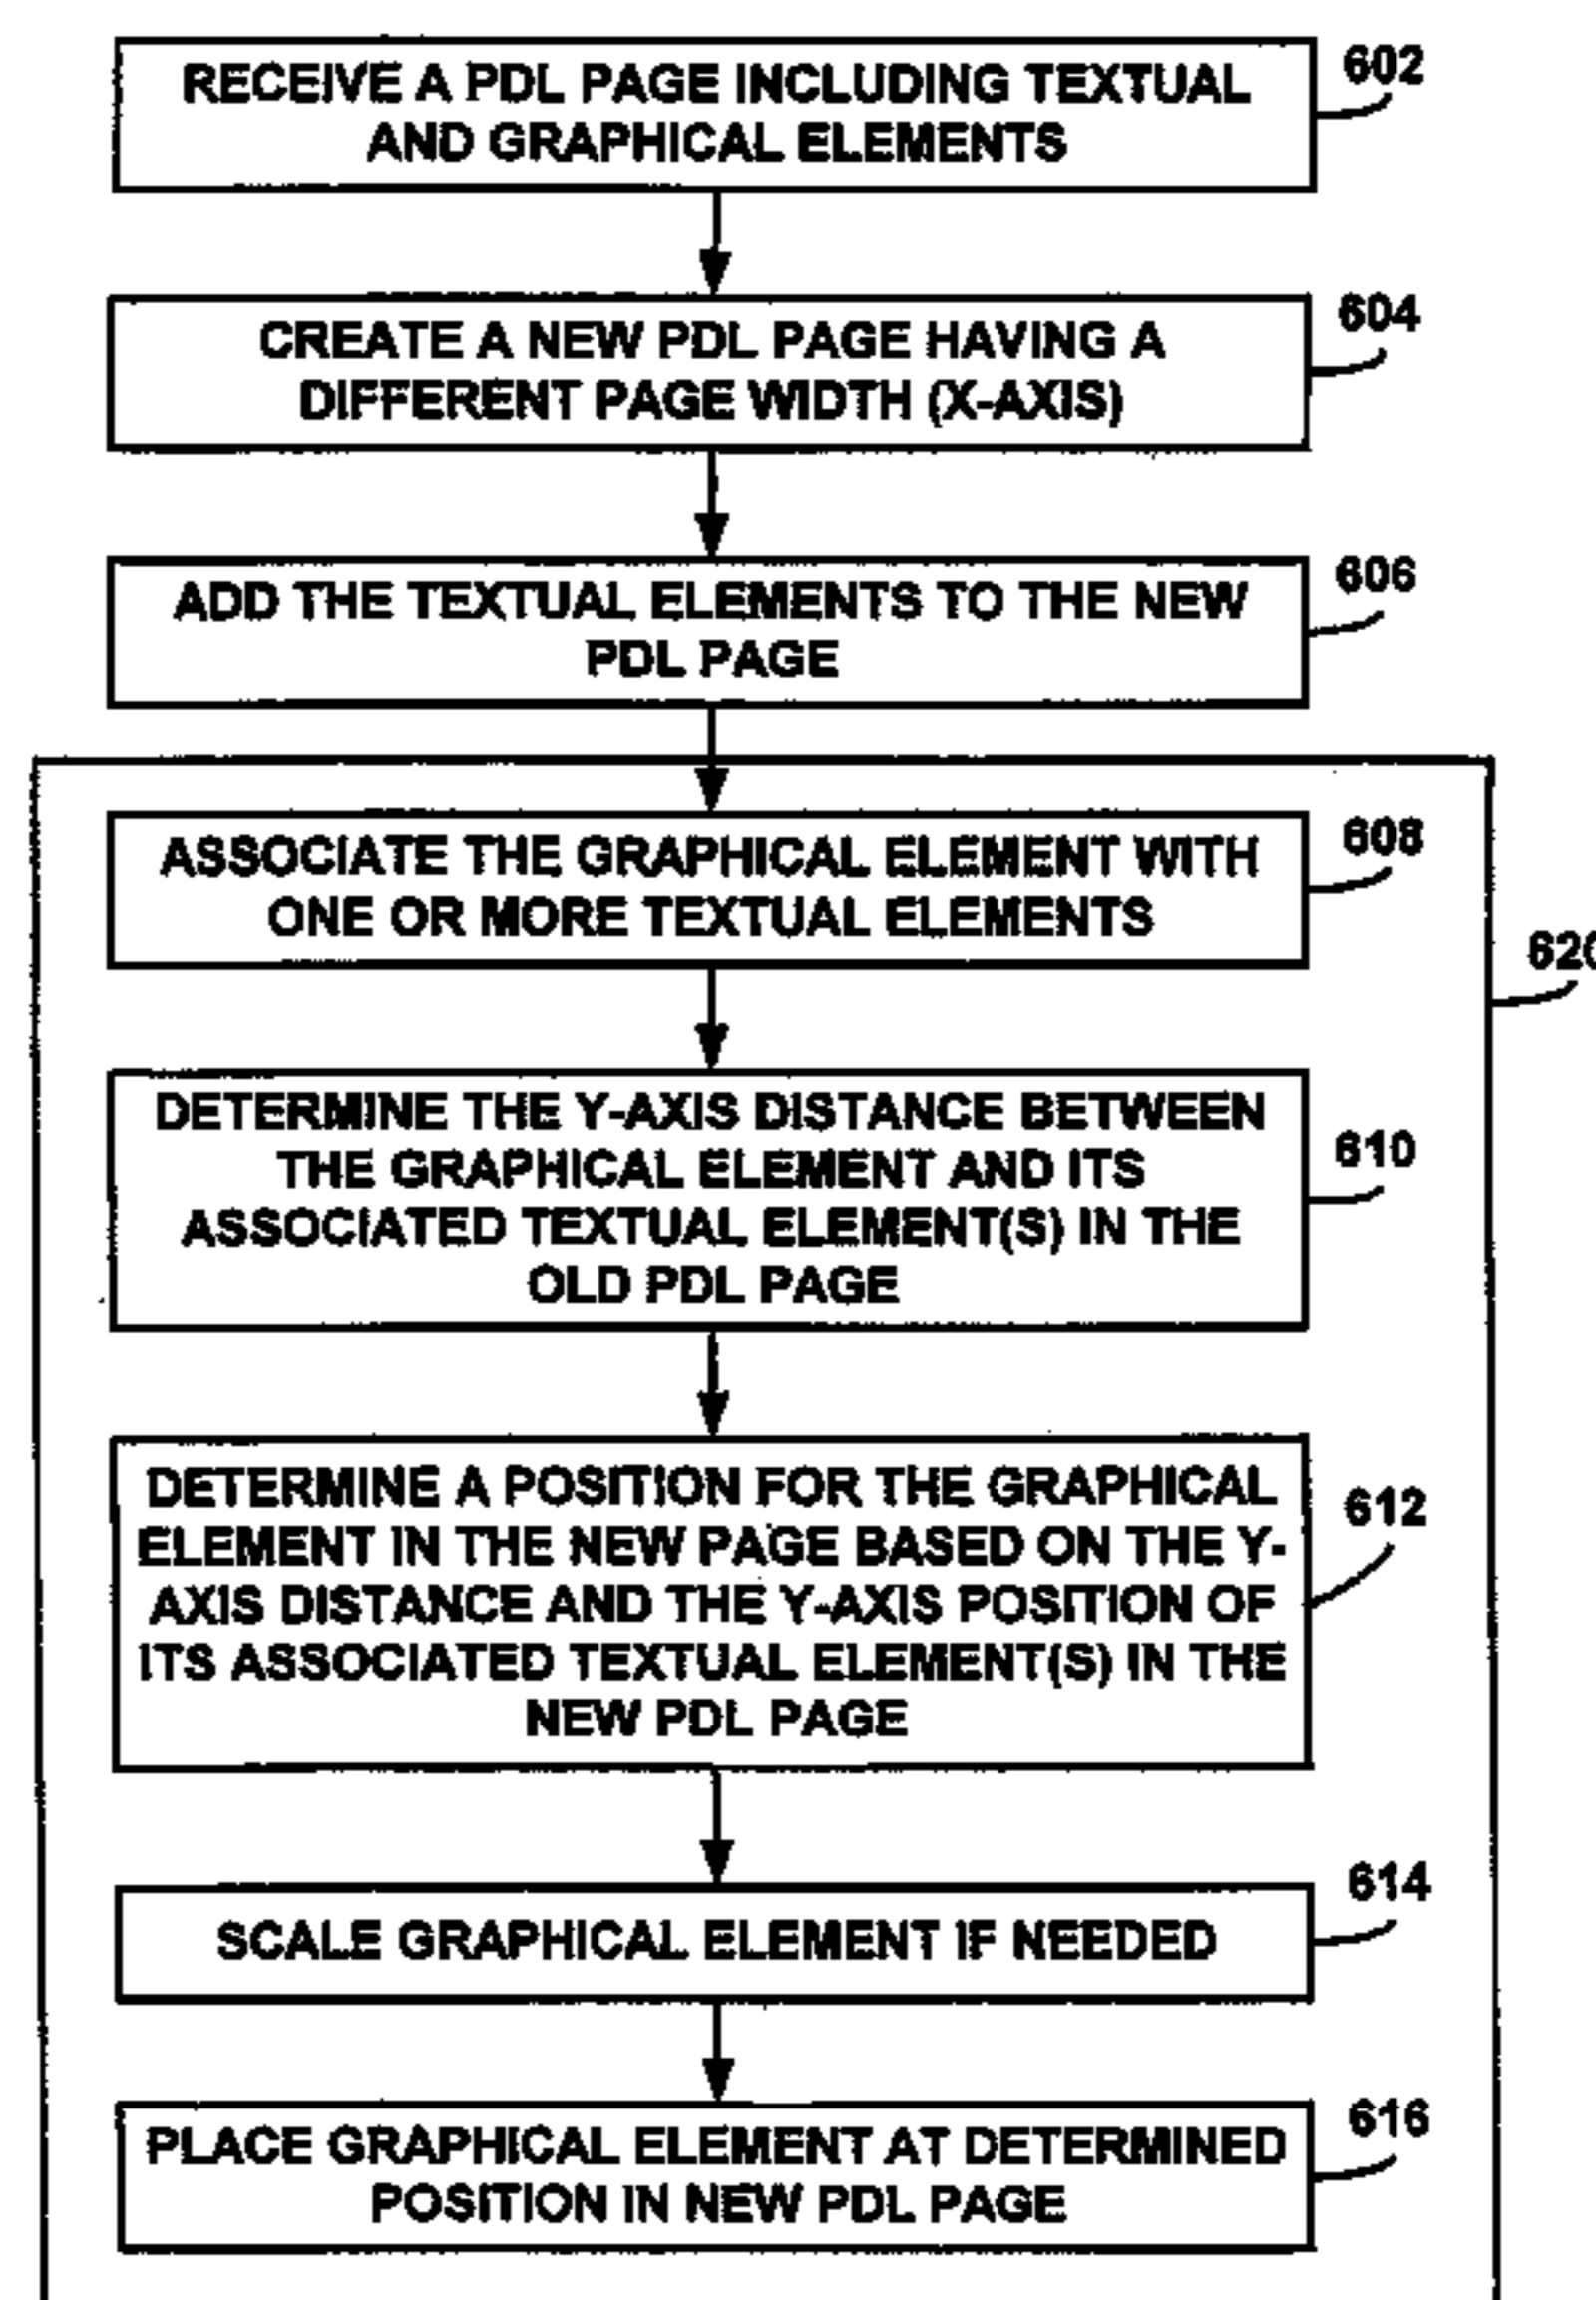 RECEIVE A PDL PAGE INCLUDING TEXTUAL
AND GRAPHICAL ELEMENTS
602
CREATE A NEW PDL PAGE HAVING A
DIFFERENT PAGE WIDTH (X-AXIS)
604
ADD THE TEXTUAL ELEMENTS TO THE NEW
PDL PAGE
606
ASSOCIATE THE GRAPHICAL ELEMENT WITH
ONE OR MORE TEXTUAL ELEMENTS
608
620
DETERMINE THE Y-AXIS DISTANCE BETWEEN
THE GRAPHICAL ELEMENT AND ITS
ASSOCIATED TEXTUAL ELEMENT(S) IN THE
OLD PDL PAGE
610
DETERMINE A POSITION FOR THE GRAPHICAL
ELEMENT IN THE NEW PAGE BASED ON THE Y-
AXIS DISTANCE AND THE Y-AXIS POSITION OF
ITS ASSOCIATED TEXTUAL ELEMENT(S) IN THE
NEW PDL PAGE
612
SCALE GRAPHICAL ELEMENT IF NEEDED
614
PLACE GRAPHICAL ELEMENT AT DETERMINED
POSITION IN NEW PDL PAGE
616